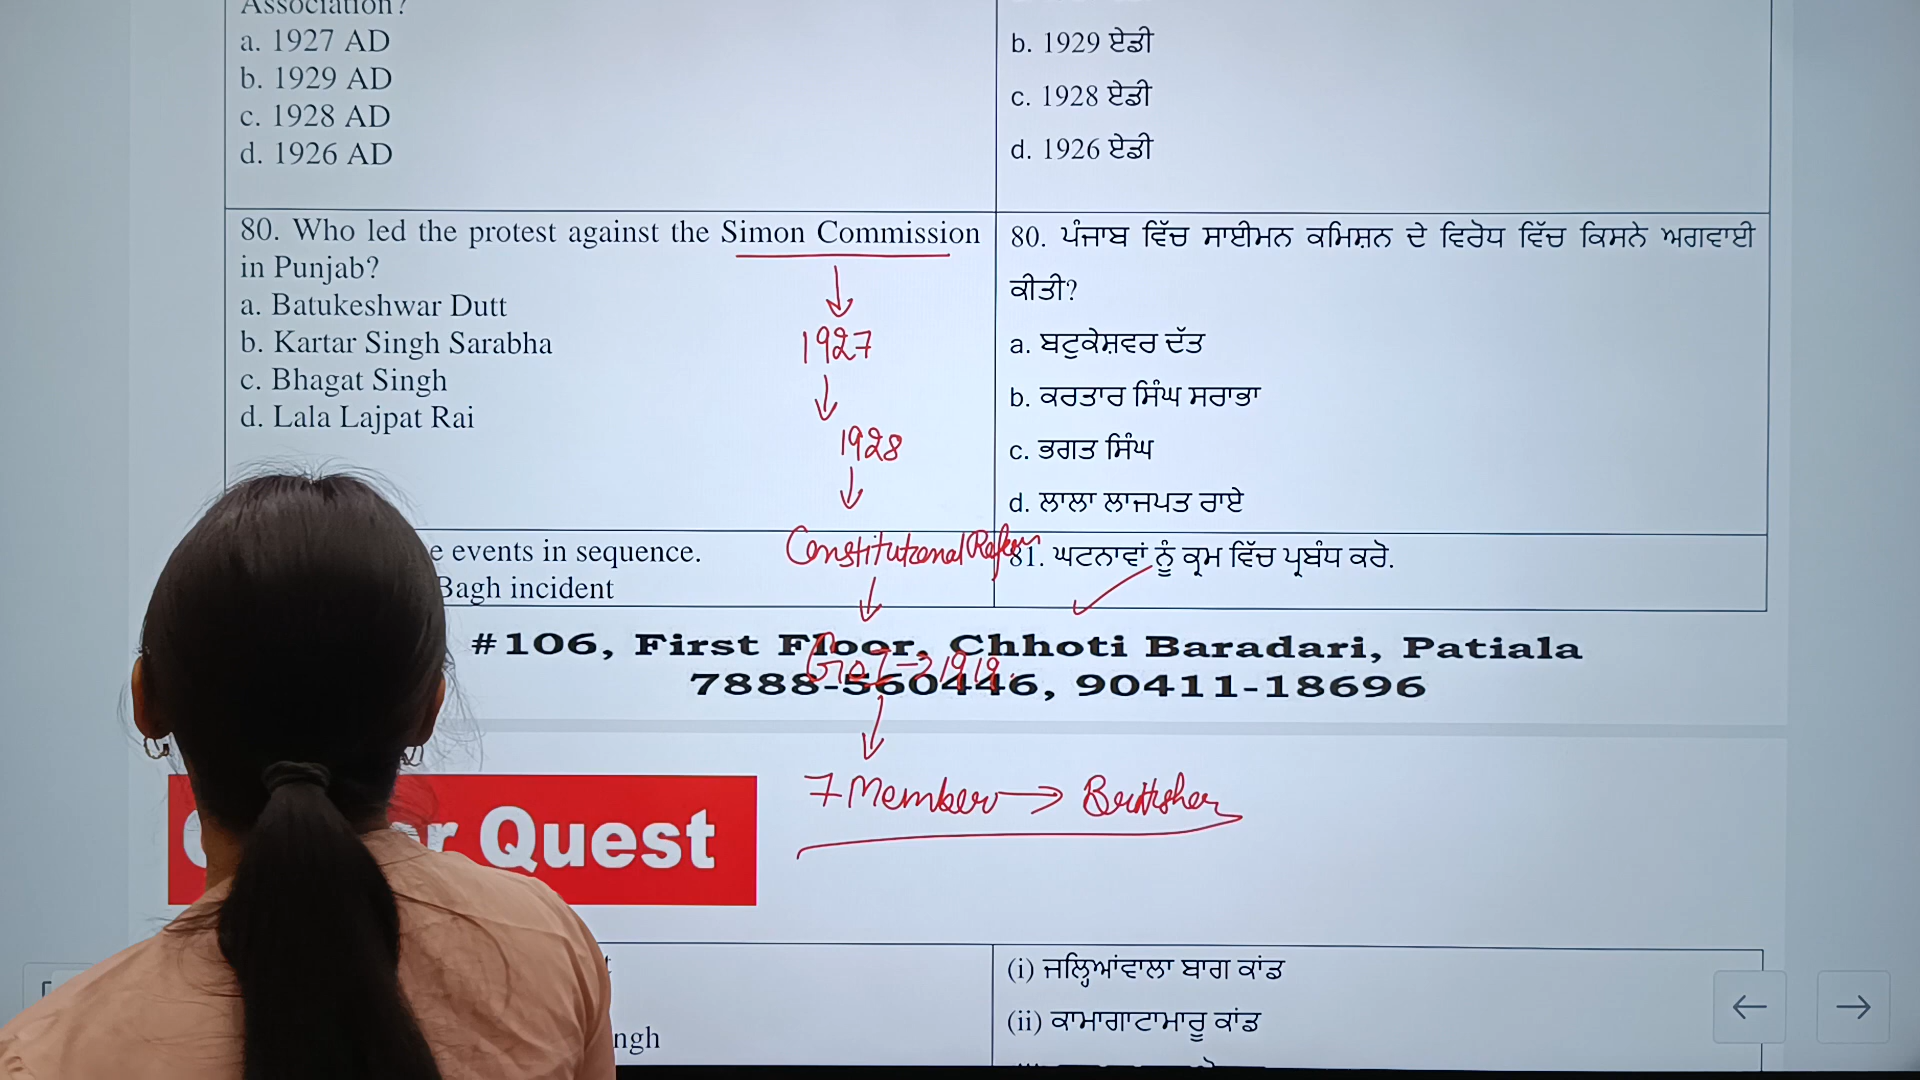 Association?
a. 1927 AD
b. 1929 AD
c. 1928 AD
d. 1926 AD
b. 1929 ਏਡੀ
c. 1928 ਏਡੀ
d. 1926 ਏਡੀ
80. Who led the protest against the Simon Commission
in Punjab?
a. Batukeshwar Dutt
b. Kartar Singh Sarabha
c. Bhagat Singh
d. Lala Lajpat Rai
1927
1928
80. ਪੰਜਾਬ ਵਿੱਚ ਸਾਈਮਨ ਕਮਿਸ਼ਨ ਦੇ ਵਿਰੋਧ ਵਿੱਚ ਕਿਸਨੇ ਅਗਵਾਈ
ਕੀਤੀ?
a. ਬਟੁਕੇਸ਼ਵਰ ਦੱਤ
b. ਕਰਤਾਰ ਸਿੰਘ ਸਰਾਭਾ
c. ਭਗਤ ਸਿੰਘ
d. ਲਾਲਾ ਲਾਜਪਤ ਰਾਏ
events in sequence.
Bagh incident
Constitutional
81. ਘਟਨਾਵਾਂ ਨੂੰ ਕ੍ਰਮ ਵਿੱਚ ਪ੍ਰਬੰਧ ਕਰੋ.
#106, First Floor, Chhoti Baradari, Patiala
GOI → 1919.
7888-560446, 90411-18696
7 Member → Britisher
Quest
(i) ਜਲ੍ਹਿਆਂਵਾਲਾ ਬਾਗ ਕਾਂਡ
(ii) ਕਾਮਾਗਾਟਾਮਾਰੂ ਕਾਂਡ